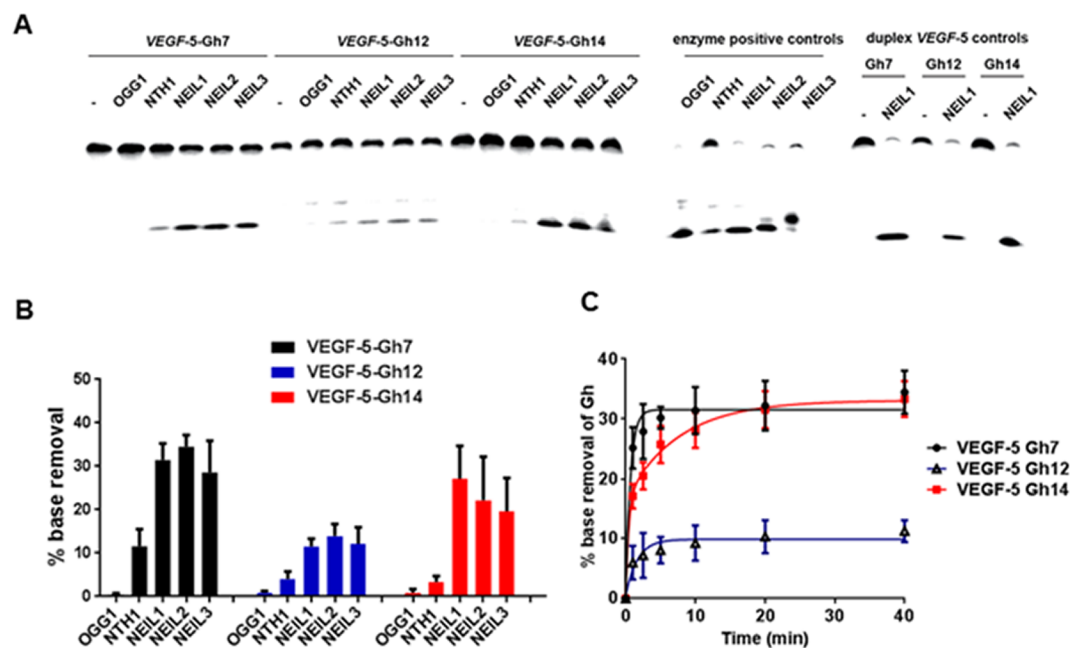 A
VEGF-5-Gh7 VEGF-5-Gh12 VEGF-5-Gh14 enzyme positive controls duplex VEGF-5 controls
Gh7 Gh12 Gh14
- OGG1 NTH1 NEIL1 NEIL2 NEIL3 - OGG1 NTH1 NEIL1 NEIL2 NEIL3 - OGG1 NTH1 NEIL1 NEIL2 NEIL3 OGG1 NTH1 NEIL1 NEIL2 NEIL3 - NEIL1 - NEIL1 - NEIL1
B
VEGF-5-Gh7
VEGF-5-Gh12
VEGF-5-Gh14
% base removal
50
40
30
20
10
0
OGG1 NTH1 NEIL1 NEIL2 NEIL3 OGG1 NTH1 NEIL1 NEIL2 NEIL3 OGG1 NTH1 NEIL1 NEIL2 NEIL3
C
% base removal of Gh
40
30
20
10
0
0 10 20 30 40
Time (min)
VEGF-5 Gh7
VEGF-5 Gh12
VEGF-5 Gh14